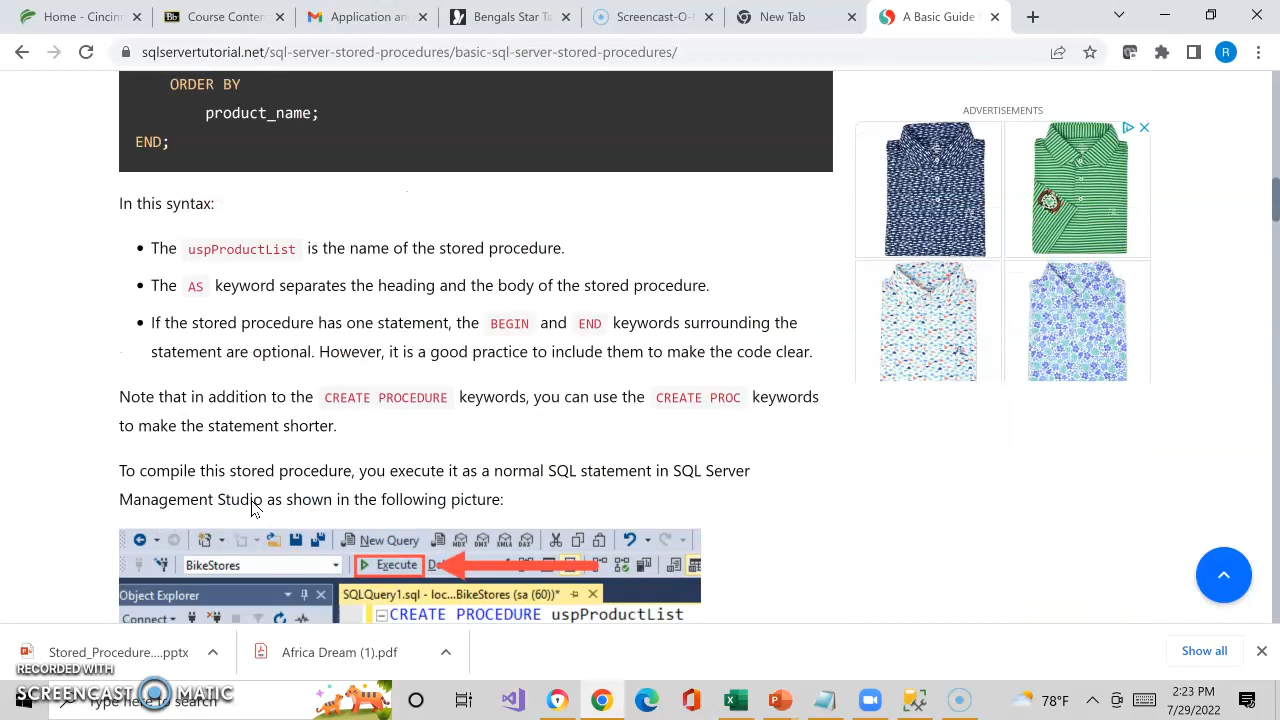 Home - Cincin
Bb Course Conter
Application an
Bengals Star Ta
Screencast-O-
New Tab
A Basic Guide
sqlservertutorial.net/sql-server-stored-procedures/basic-sql-server-stored-procedures/
R
ORDER BY
product_name;
END;
ADVERTISEMENTS
In this syntax:
The uspProductList is the name of the stored procedure.
The AS keyword separates the heading and the body of the stored procedure.
If the stored procedure has one statement, the BEGIN and END keywords surrounding the
statement are optional. However, it is a good practice to include them to make the code clear.
Note that in addition to the CREATE PROCEDURE keywords, you can use the CREATE PROC keywords
to make the statement shorter.
To compile this stored procedure, you execute it as a normal SQL statement in SQL Server
Management Studio as shown in the following picture:
New Query
MDX DMX XMLA DAX
BikeStores
Execute
Object Explorer
SQLQuery1.sql - loc...BikeStores (sa (60))*
Connect
CREATE PROCEDURE uspProductList
Stored_Procedure....pptx
Africa Dream (1).pdf
Show all
RECORDED WITH
SCREENCAST MATIC
Type here to search
78°F
2:23 PM
7/29/2022